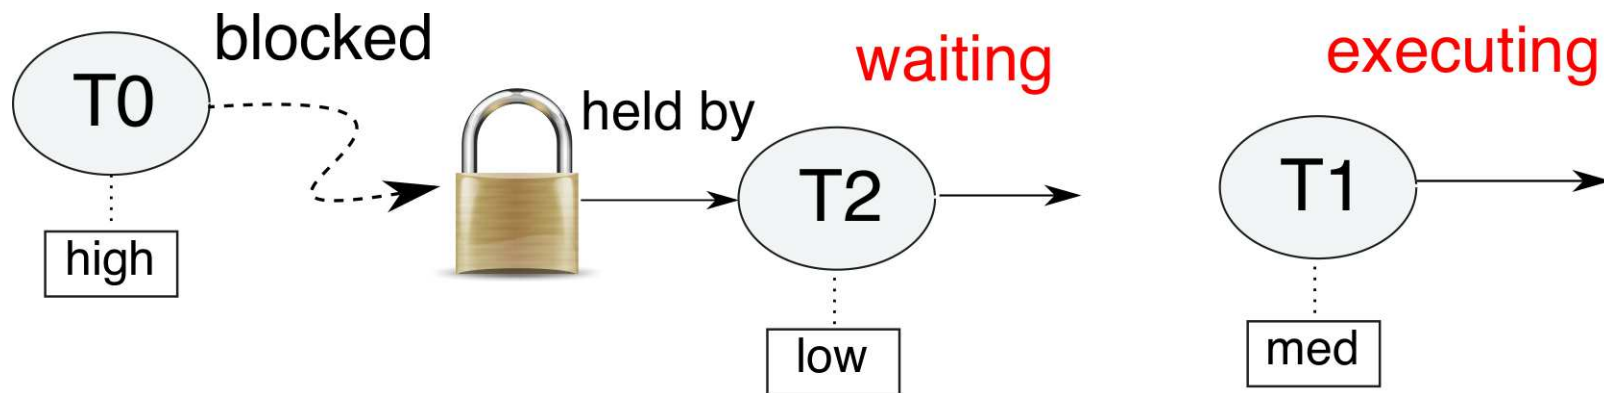 T0
blocked
high
held by
waiting
T2
low
executing
T1
med